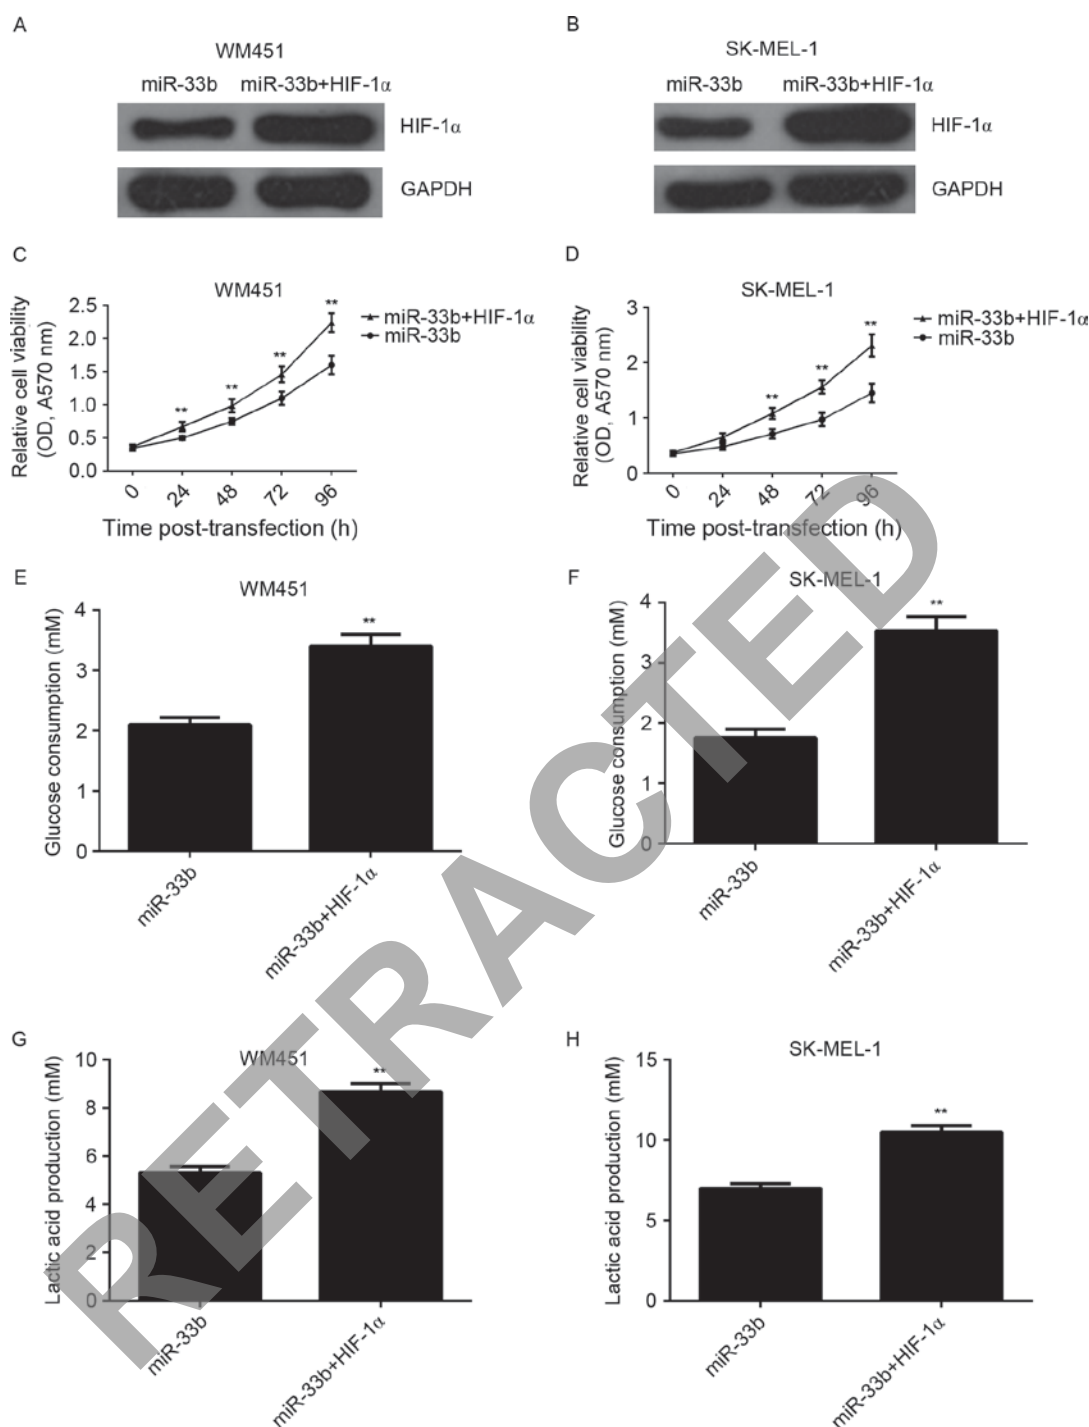 A
WM451
miR-33b miR-33b+HIF-1α
HIF-1α
GAPDH
B
SK-MEL-1
miR-33b miR-33b+HIF-1α
HIF-1α
GAPDH
C
WM451
Relative cell viability
(OD, A570 nm)
2.5
2.0
1.5
1.0
0.5
0.0
**
**
**
**
miR-33b+HIF-1α
miR-33b
0 24 48 72 96
Time post-transfection (h)
D
SK-MEL-1
Relative cell viability
(OD, A570 nm)
3
2
1
0
**
**
**
miR-33b+HIF-1α
miR-33b
0 24 48 72 96
Time post-transfection (h)
E
WM451
Glucose consumption (mM)
4
3
2
1
0
**
miR-33b
miR-33b+HIF-1α
F
SK-MEL-1
Glucose consumption (mM)
4
3
2
1
0
**
miR-33b
miR-33b+HIF-1α
G
WM451
Lactic acid production (mM)
10
8
6
4
2
0
**
miR-33b
miR-33b+HIF-1α
H
SK-MEL-1
Lactic acid production (mM)
15
10
5
0
**
miR-33b
miR-33b+HIF-1α
RETRACTED